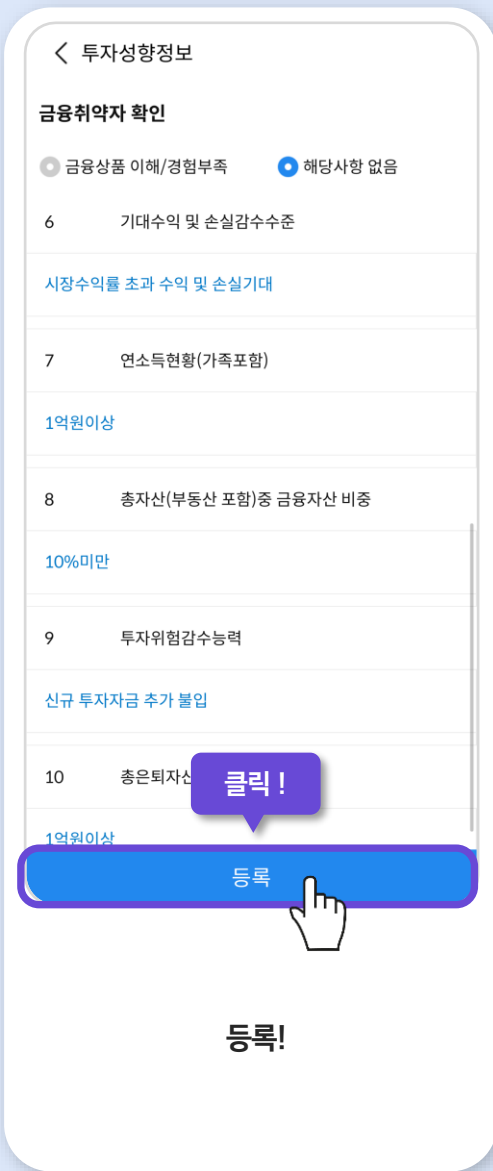 투자성향정보
금융취약자 확인
금융상품 이해/경험부족 해당사항 없음
6 기대수익 및 손실감수수준
시장수익률 초과 수익 및 손실기대
7 연소득현황(가족포함)
1억원이상
8 총자산(부동산 포함)중 금융자산 비중
10%미만
9 투자위험감수능력
신규 투자자금 추가 불입
10 총은퇴자산
클릭 !
1억원이상
등록
등록!